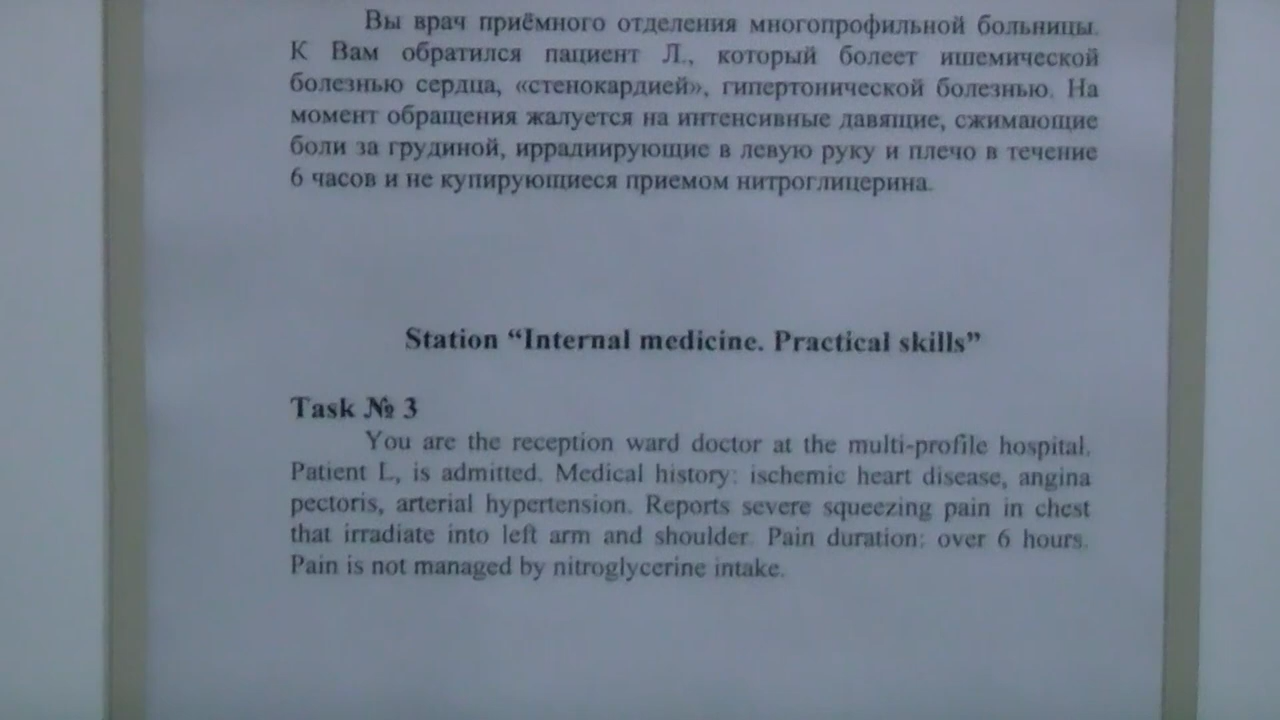 Вы врач приёмного отделения многопрофильной больницы.
К Вам обратился пациент Л., который болеет ишемической
болезнью сердца, «стенокардией», гипертонической болезнью. На
момент обращения жалуется на интенсивные давящие, сжимающие
боли за грудиной, иррадиирующие в левую руку и плечо в течение
6 часов и не купирующиеся приемом нитроглицерина.
Station “Internal medicine. Practical skills”
Task № 3
You are the reception ward doctor at the multi-profile hospital.
Patient L, is admitted. Medical history: ischemic heart disease, angina
pectoris, arterial hypertension. Reports severe squeezing pain in chest
that irradiate into left arm and shoulder. Pain duration: over 6 hours.
Pain is not managed by nitroglycerine intake.